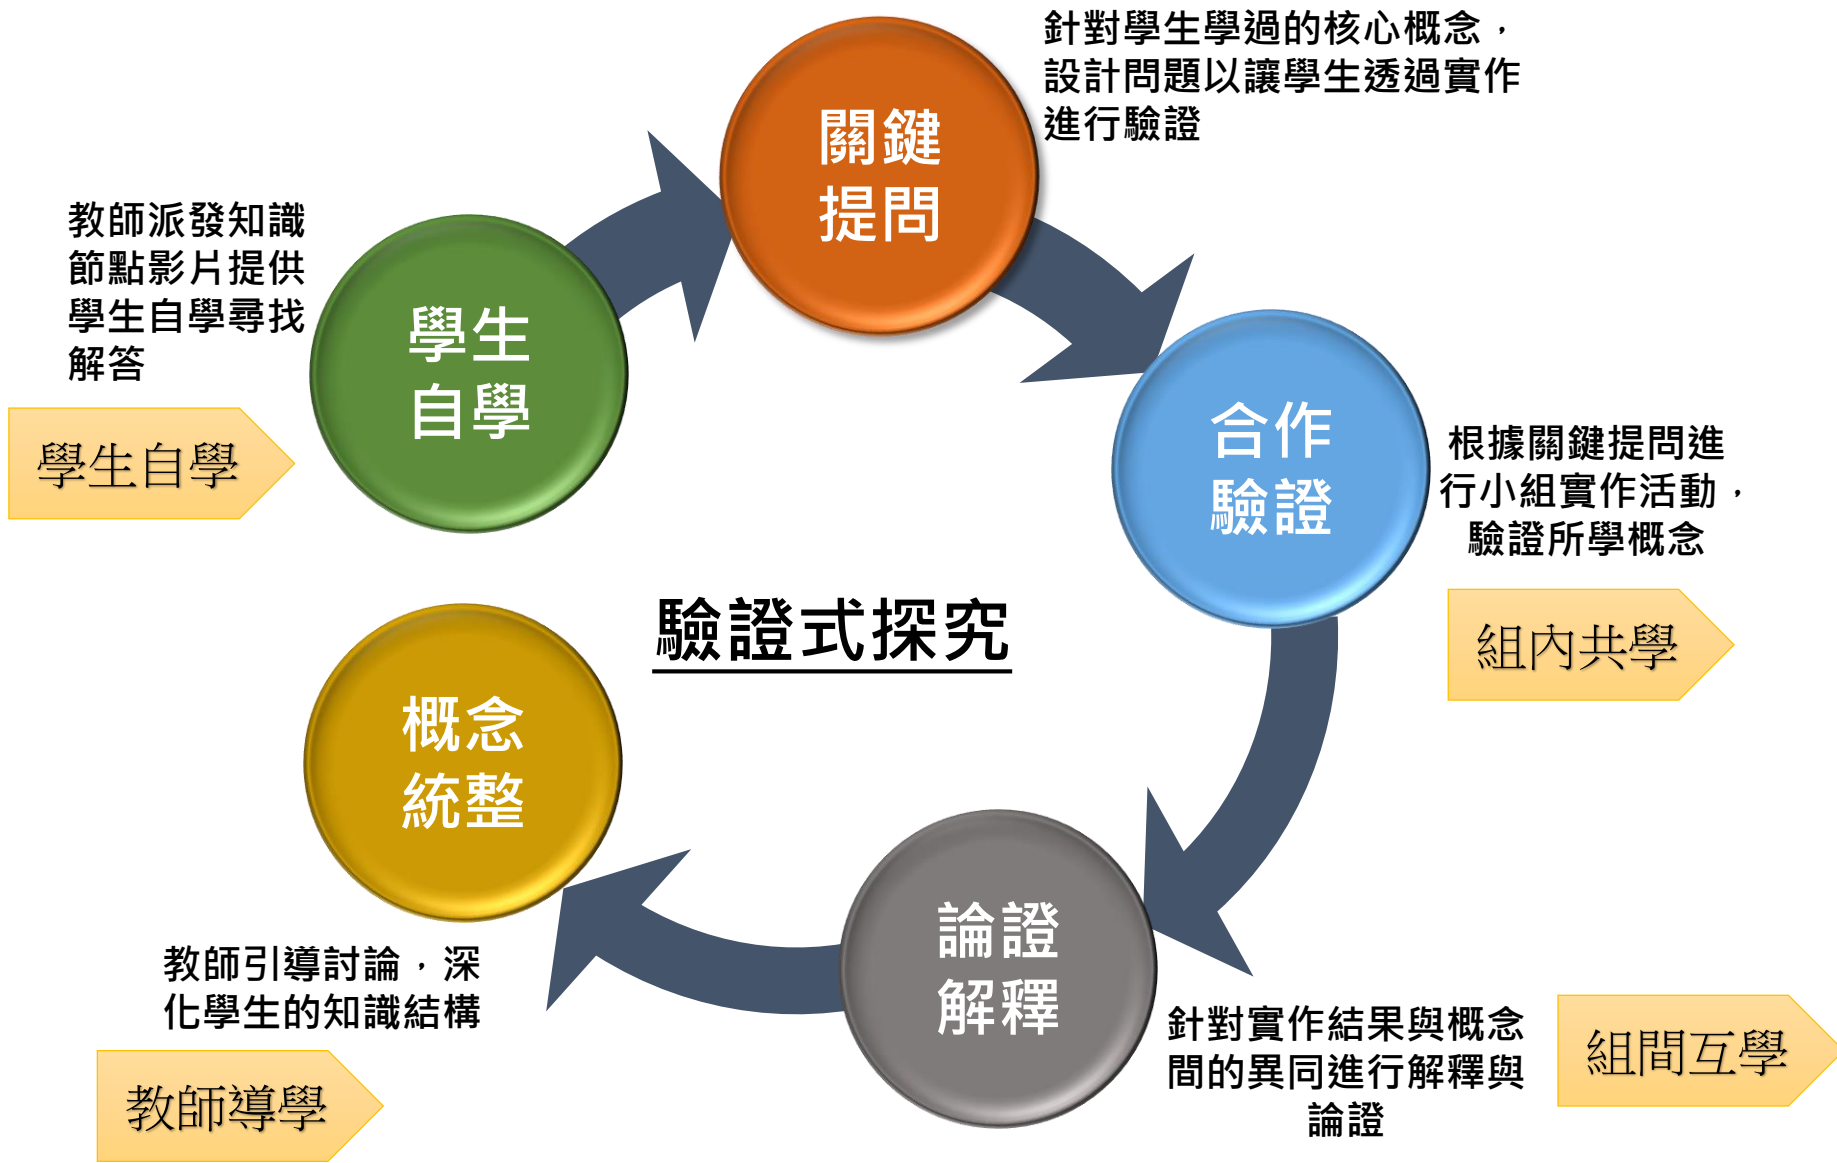 針對學生學過的核心概念，
設計問題以讓學生透過實作
進行驗證
關鍵
提問
教師派發知識
節點影片提供
學生自學尋找
解答
學生
自學
學生自學
合作
驗證
根據關鍵提問進
行小組實作活動，
驗證所學概念
組內共學
驗證式探究
概念
統整
教師引導討論，深
化學生的知識結構
教師導學
論證
解釋
針對實作結果與概念
間的異同進行解釋與
論證
組間互學